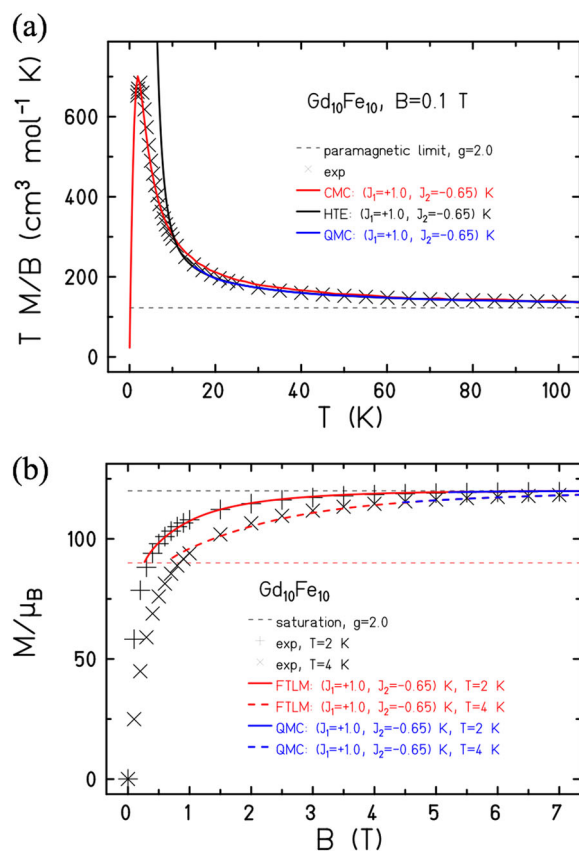 (a)
Gd₁₀Fe₁₀, B=0.1 T
paramagnetic limit, g=2.0
exp
CMC: (J₁=+1.0, J₂=-0.65) K
HTE: (J₁=+1.0, J₂=-0.65) K
QMC: (J₁=+1.0, J₂=-0.65) K
T M/B (cm³ mol⁻¹ K)
600
400
200
0
0 20 40 60 80 100
T (K)
(b)
M/μ_B
100
50
0
Gd₁₀Fe₁₀
saturation, g=2.0
exp, T=2 K
exp, T=4 K
FTLM: (J₁=+1.0, J₂=-0.65) K, T=2 K
FTLM: (J₁=+1.0, J₂=-0.65) K, T=4 K
QMC: (J₁=+1.0, J₂=-0.65) K, T=2 K
QMC: (J₁=+1.0, J₂=-0.65) K, T=4 K
0 1 2 3 4 5 6 7
B (T)